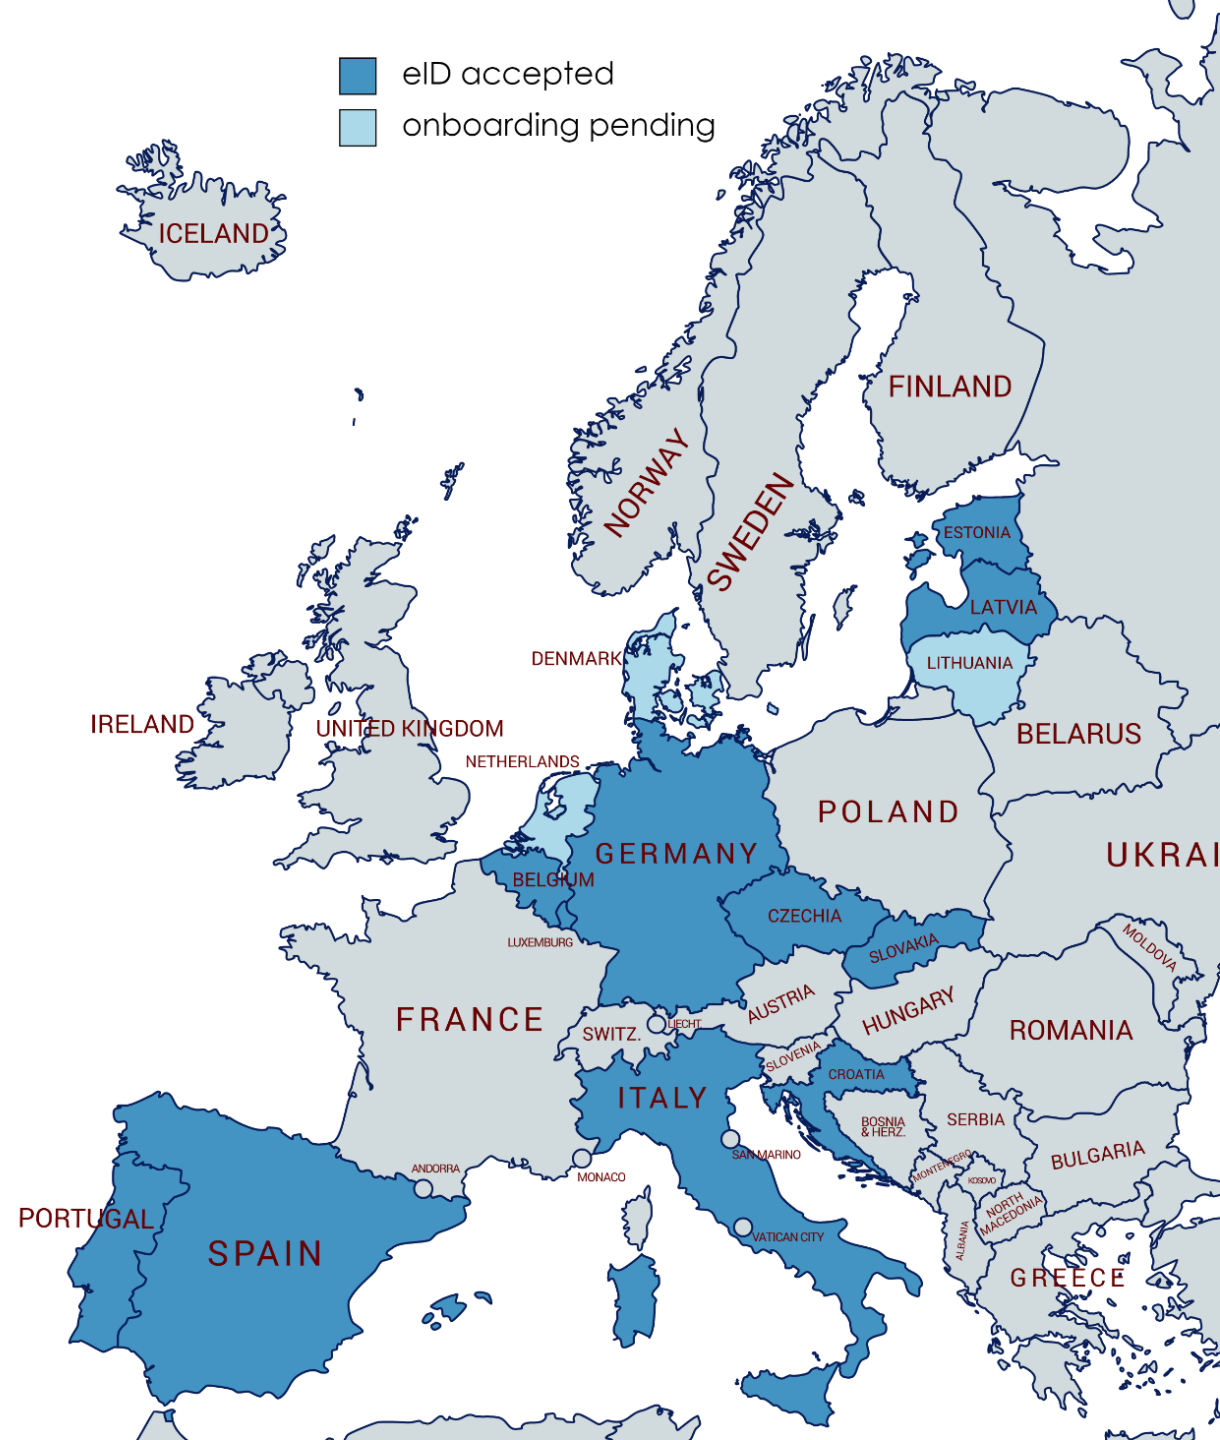 eID accepted
onboarding pending
ICELAND
FINLAND
NORWAY
SWEDEN
ESTONIA
LATVIA
DENMARK
LITHUANIA
IRELAND
UNITED KINGDOM
BELARUS
NETHERLANDS
POLAND
GERMANY
UKRAI
BELGIUM
CZECHIA
LUXEMBURG
SLOVAKIA
MOLDOVA
FRANCE
AUSTRIA
HUNGARY
SWITZ.
LIECHT.
ROMANIA
SLOVENIA
CROATIA
ITALY
BOSNIA
& HERZ.
SERBIA
SAN MARINO
BULGARIA
ANDORRA
MONACO
MONTENEGRO
KOSOVO
PORTUGAL
NORTH
MACEDONIA
SPAIN
VATICAN CITY
ALBANIA
GREECE